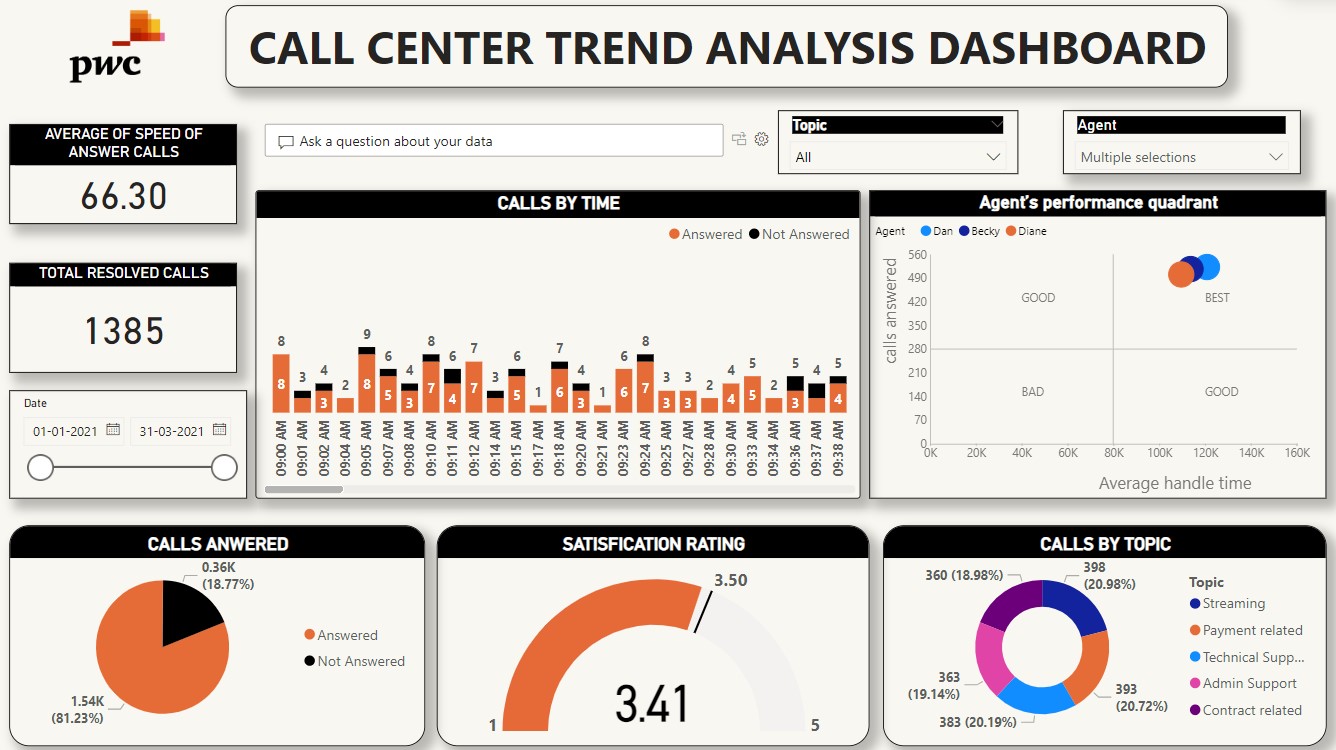 pwc
CALL CENTER TREND ANALYSIS DASHBOARD
AVERAGE OF SPEED OF
ANSWER CALLS
66.30
Ask a question about your data
Topic
All
Agent
Multiple selections
TOTAL RESOLVED CALLS
1385
Date
01-01-2021
31-03-2021
CALLS BY TIME
Answered Not Answered
8 3 4 2 9 6 4 8 6 7 3 6 1 7 4 1 6 8 3 3 2 4 5 2 6 4 5
8 3 8 5 3 7 4 7 5 6 3 6 7 3 3 4 5 3 4
09:00 AM
09:01 AM
09:02 AM
09:04 AM
09:05 AM
09:07 AM
09:08 AM
09:10 AM
09:11 AM
09:12 AM
09:14 AM
09:15 AM
09:17 AM
09:18 AM
09:20 AM
09:21 AM
09:23 AM
09:24 AM
09:25 AM
09:27 AM
09:28 AM
09:30 AM
09:33 AM
09:34 AM
09:36 AM
09:37 AM
09:38 AM
Agent's performance quadrant
Agent Dan Becky Diane
calls answered
560
490
420
350
280
210
140
70
0
GOOD
BEST
BAD
GOOD
0K 20K 40K 60K 80K 100K 120K 140K 160K
Average handle time
CALLS ANWERED
0.36K
(18.77%)
1.54K
(81.23%)
Answered
Not Answered
SATISFICATION RATING
3.50
3.41
1
5
CALLS BY TOPIC
360 (18.98%)
398
(20.98%)
363
(19.14%)
393
(20.72%)
383 (20.19%)
Topic
Streaming
Payment related
Technical Supp...
Admin Support
Contract related